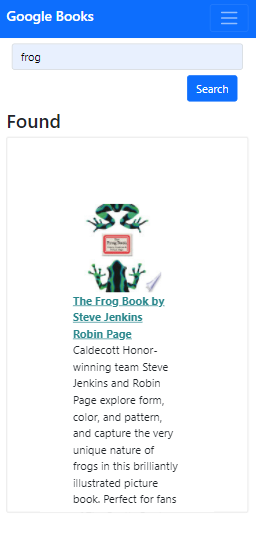 Google Books
frog
Search
Found
The Frog Book by
Steve Jenkins
Robin Page
Caldecott Honor-
winning team Steve
Jenkins and Robin
Page explore form,
color, and pattern,
and capture the very
unique nature of
frogs in this brilliantly
illustrated picture
book. Perfect for fans